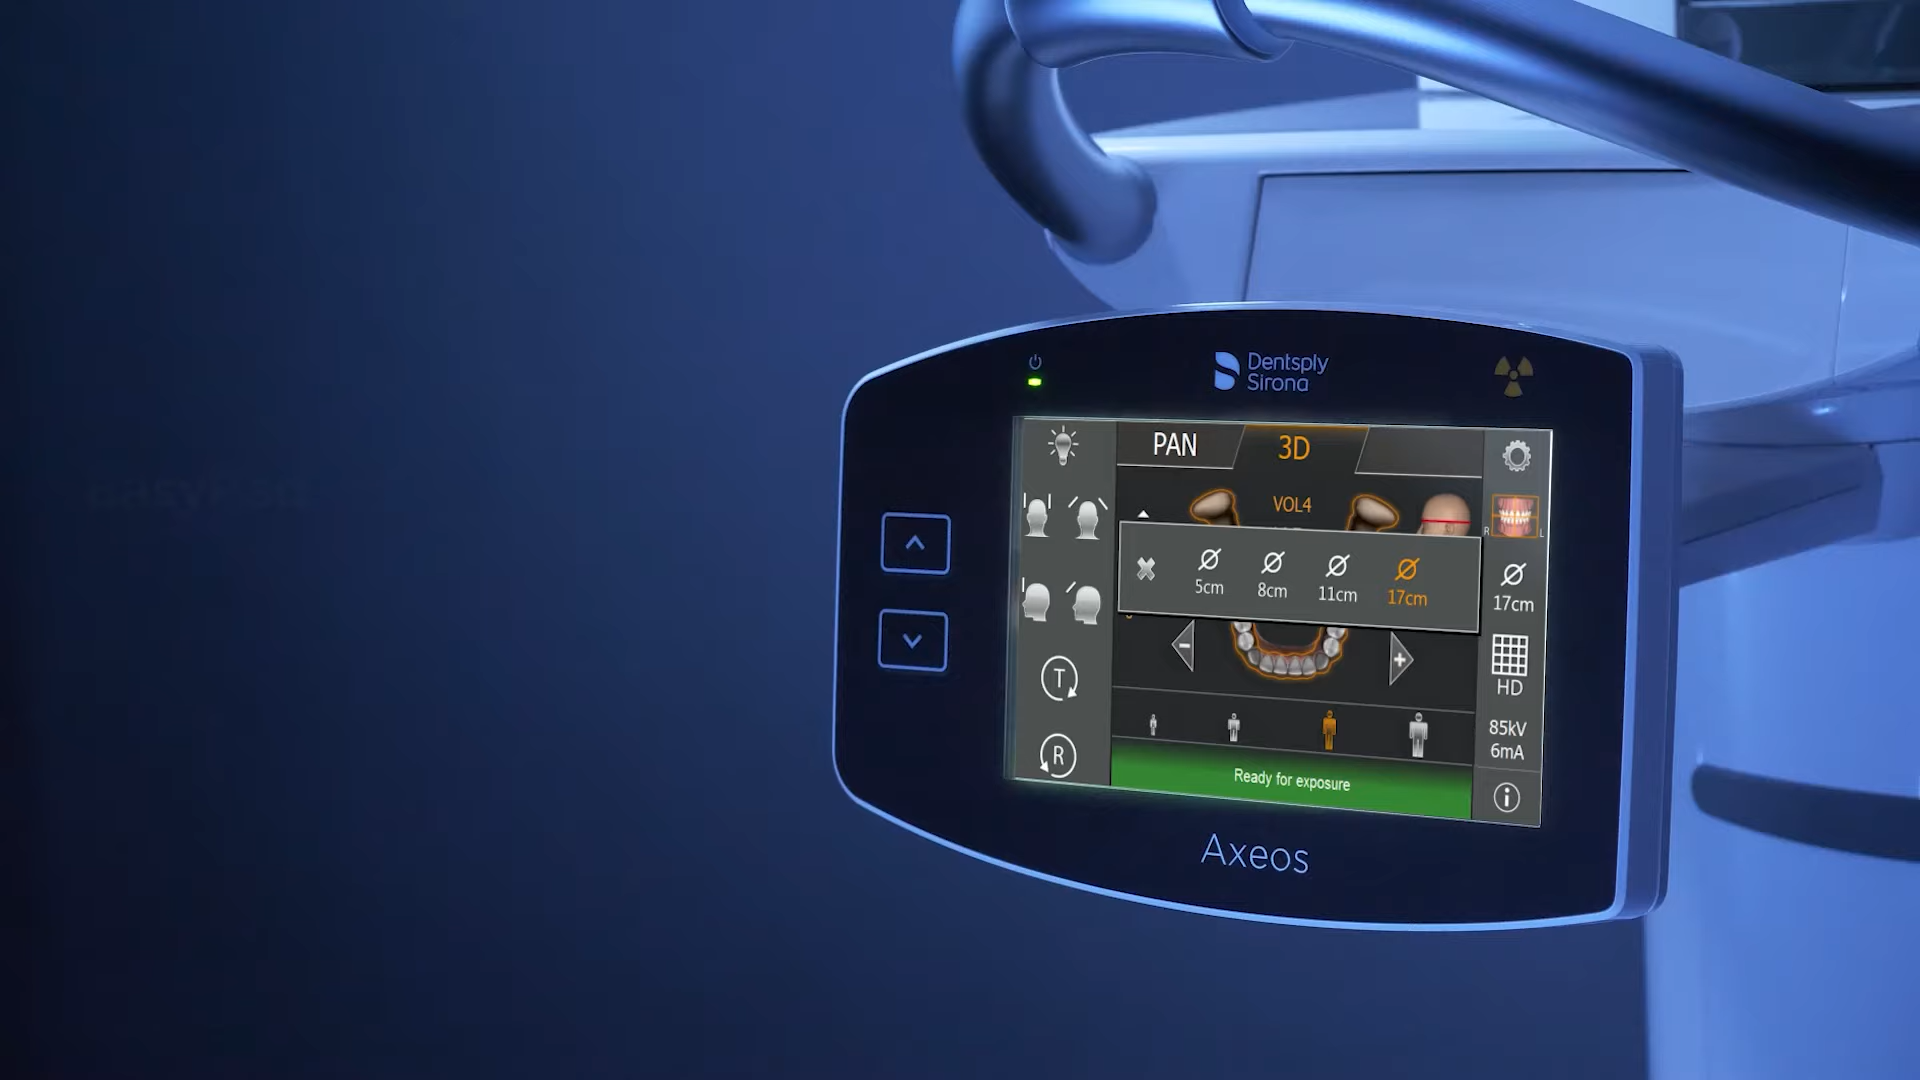 Dentsply
Sirona
PAN
3D
VOL4
R
L
5cm
8cm
11cm
17cm
17cm
HD
85kV
6mA
T
R
Ready for exposure
Axeos